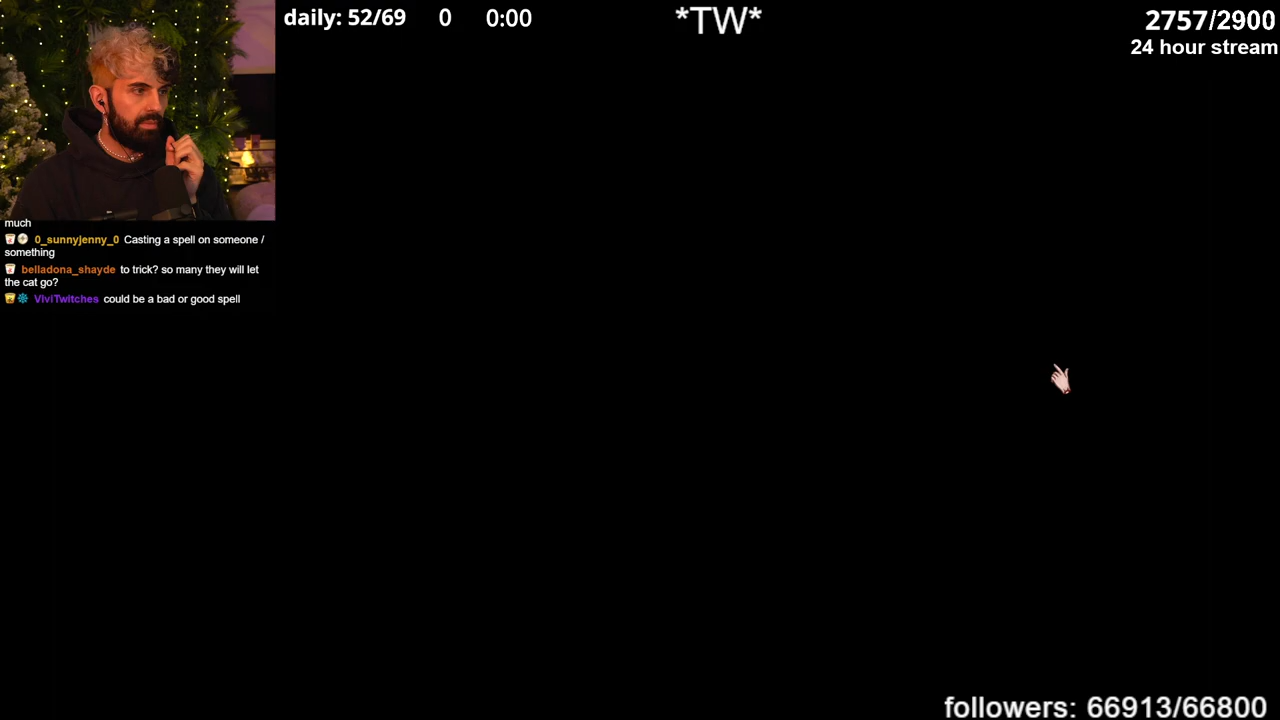 daily: 52/69 0 0:00 *TW* 2757/2900
24 hour stream
much
0_sunnyjenny_0 Casting a spell on someone /
something
belladona_shayde to trick? so many they will let
the cat go?
ViviTwitches could be a bad or good spell
followers: 66913/66800